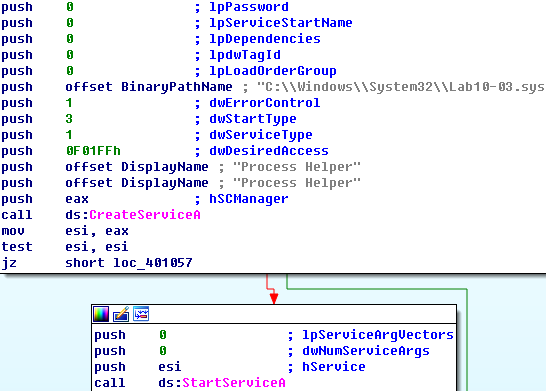 push 0 ; lpPassword
push 0 ; lpServiceStartName
push 0 ; lpDependencies
push 0 ; lpdwTagId
push 0 ; lpLoadOrderGroup
push offset BinaryPathName ; "C:\\Windows\\System32\\Lab10-03.sys
push 1 ; dwErrorControl
push 3 ; dwStartType
push 1 ; dwServiceType
push 0F01FFh ; dwDesiredAccess
push offset DisplayName ; "Process Helper"
push offset DisplayName ; "Process Helper"
push eax ; hSCManager
call ds:CreateServiceA
mov esi, eax
test esi, esi
jz short loc_401057
push 0 ; lpServiceArgVectors
push 0 ; dwNumServiceArgs
push esi ; hService
call ds:StartServiceA